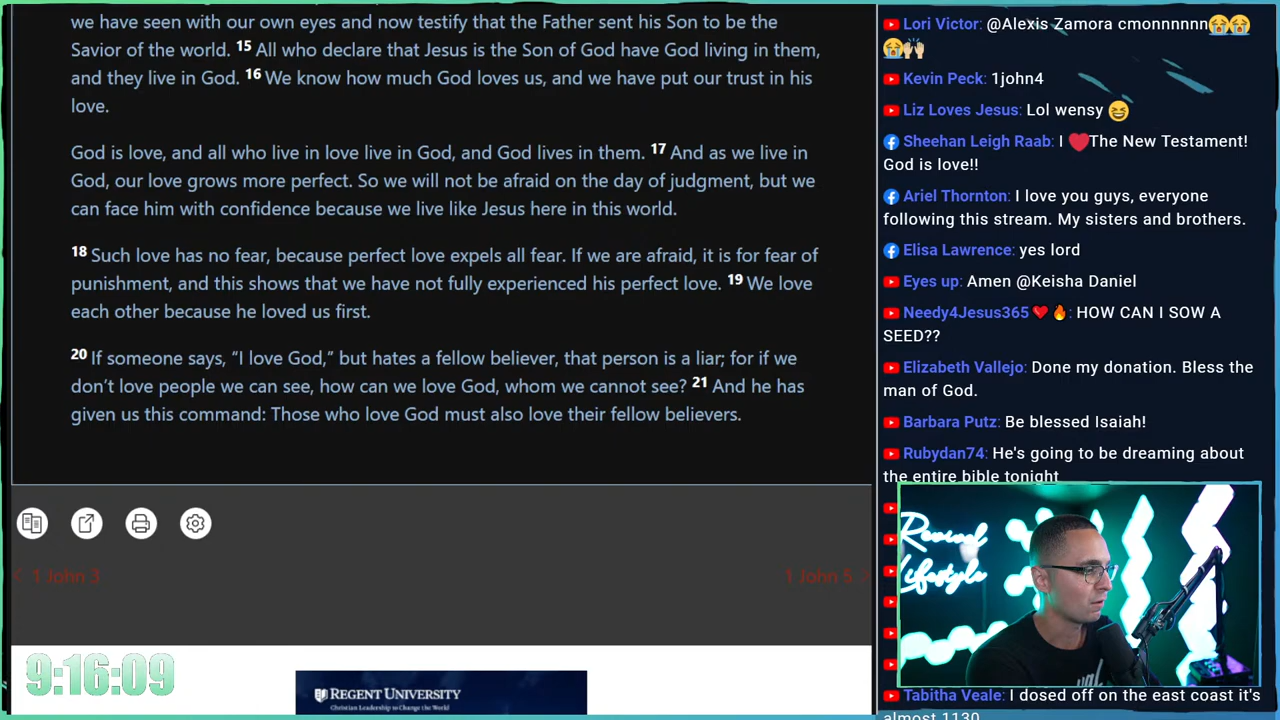 we have seen with our own eyes and now testify that the Father sent his Son to be the
Savior of the world. 15 All who declare that Jesus is the Son of God have God living in them,
and they live in God. 16 We know how much God loves us, and we have put our trust in his
love.
God is love, and all who live in love live in God, and God lives in them. 17 And as we live in
God, our love grows more perfect. So we will not be afraid on the day of judgment, but we
can face him with confidence because we live like Jesus here in this world.
18 Such love has no fear, because perfect love expels all fear. If we are afraid, it is for fear of
punishment, and this shows that we have not fully experienced his perfect love. 19 We love
each other because he loved us first.
20 If someone says, “I love God,” but hates a fellow believer, that person is a liar; for if we
don’t love people we can see, how can we love God, whom we cannot see? 21 And he has
given us this command: Those who love God must also love their fellow believers.
< 1 John 3
1 John 5 >
9:16:09
REGENT UNIVERSITY
Christian Leadership to Change the World
Lori Victor: @Alexis Zamora cmonnnnnn😭😭
😭🙌🏻
Kevin Peck: 1john4
Liz Loves Jesus: Lol wensy 😆
Sheehan Leigh Raab: I ❤️The New Testament!
God is love!!
Ariel Thornton: I love you guys, everyone
following this stream. My sisters and brothers.
Elisa Lawrence: yes lord
Eyes up: Amen @Keisha Daniel
Needy4Jesus365 💔🔥: HOW CAN I SOW A
SEED??
Elizabeth Vallejo: Done my donation. Bless the
man of God.
Barbara Putz: Be blessed Isaiah!
Rubydan74: He's going to be dreaming about
the entire bible tonight
Revival
Lifestyle
Tabitha Veale: I dosed off on the east coast it's
almost 1130